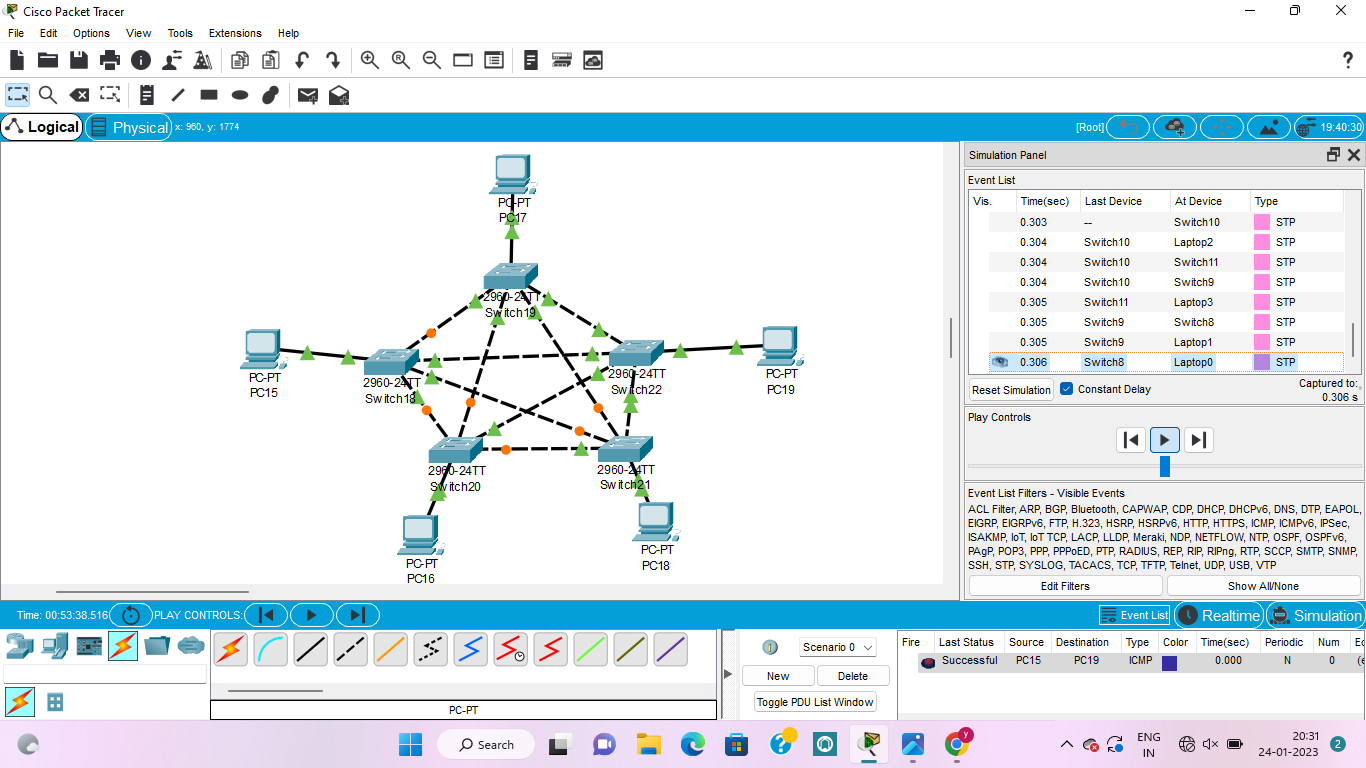 Cisco Packet Tracer
File Edit Options View Tools Extensions Help
Logical Physical x: 960, y: 1774 [Root] 19:40:30
PC-PT
PC17
2960-24TT
Switch19
PC-PT
PC15
2960-24TT
Switch18
2960-24TT
Switch22
PC-PT
PC19
2960-24TT
Switch20
2960-24TT
Switch21
PC-PT
PC16
PC-PT
PC18
Simulation Panel
Event List
Vis. Time(sec) Last Device At Device Type
0.303 -- Switch10 STP
0.304 Switch10 Laptop2 STP
0.304 Switch10 Switch11 STP
0.304 Switch10 Switch9 STP
0.305 Switch11 Laptop3 STP
0.305 Switch9 Switch8 STP
0.305 Switch9 Laptop1 STP
0.306 Switch8 Laptop0 STP
Reset Simulation Constant Delay Captured to:
0.306 s
Play Controls
Event List Filters - Visible Events
ACL Filter, ARP, BGP, Bluetooth, CAPWAP, CDP, DHCP, DHCPv6, DNS, DTP, EAPOL,
EIGRP, EIGRPv6, FTP, H.323, HSRP, HSRPv6, HTTP, HTTPS, ICMP, ICMPv6, IPSec,
ISAKMP, IoT, IoT TCP, LACP, LLDP, Meraki, NDP, NETFLOW, NTP, OSPF, OSPFv6,
PAgP, POP3, PPP, PPPoED, PTP, RADIUS, REP, RIP, RIPng, RTP, SCCP, SMTP, SNMP,
SSH, STP, SYSLOG, TACACS, TCP, TFTP, Telnet, UDP, USB, VTP
Edit Filters Show All/None
Time: 00:53:38.516 PLAY CONTROLS: Event List Realtime Simulation
PC-PT
Scenario 0
New Delete
Toggle PDU List Window
Fire Last Status Source Destination Type Color Time(sec) Periodic Num Ec
Successful PC15 PC19 ICMP 0.000 N 0 (e
Search
ENG
IN
20:31
24-01-2023
2